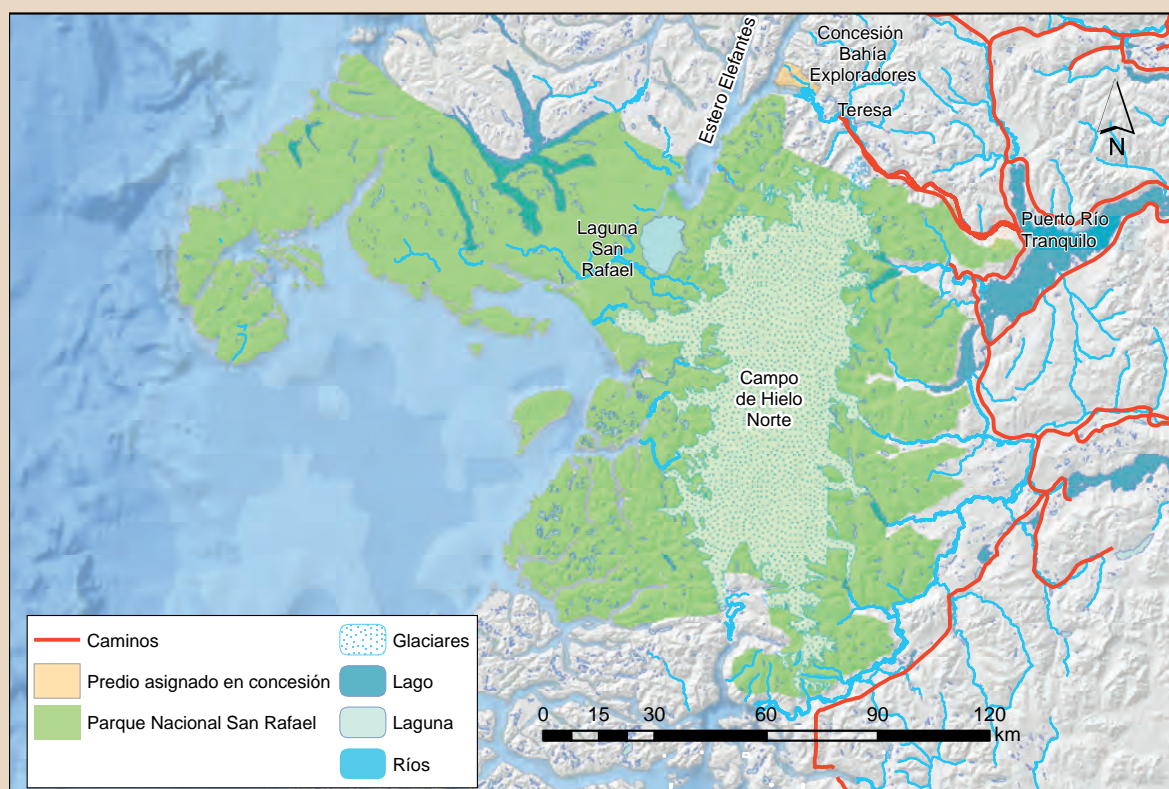 Concesión
Bahía
Exploradores
Estero Elefantes
Teresa
N
Laguna
San
Rafael
Puerto Río
Tranquilo
Campo
de Hielo
Norte
Caminos
Predio asignado en concesión
Parque Nacional San Rafael
Glaciares
Lago
Laguna
Ríos
0 15 30 60 90 120
km